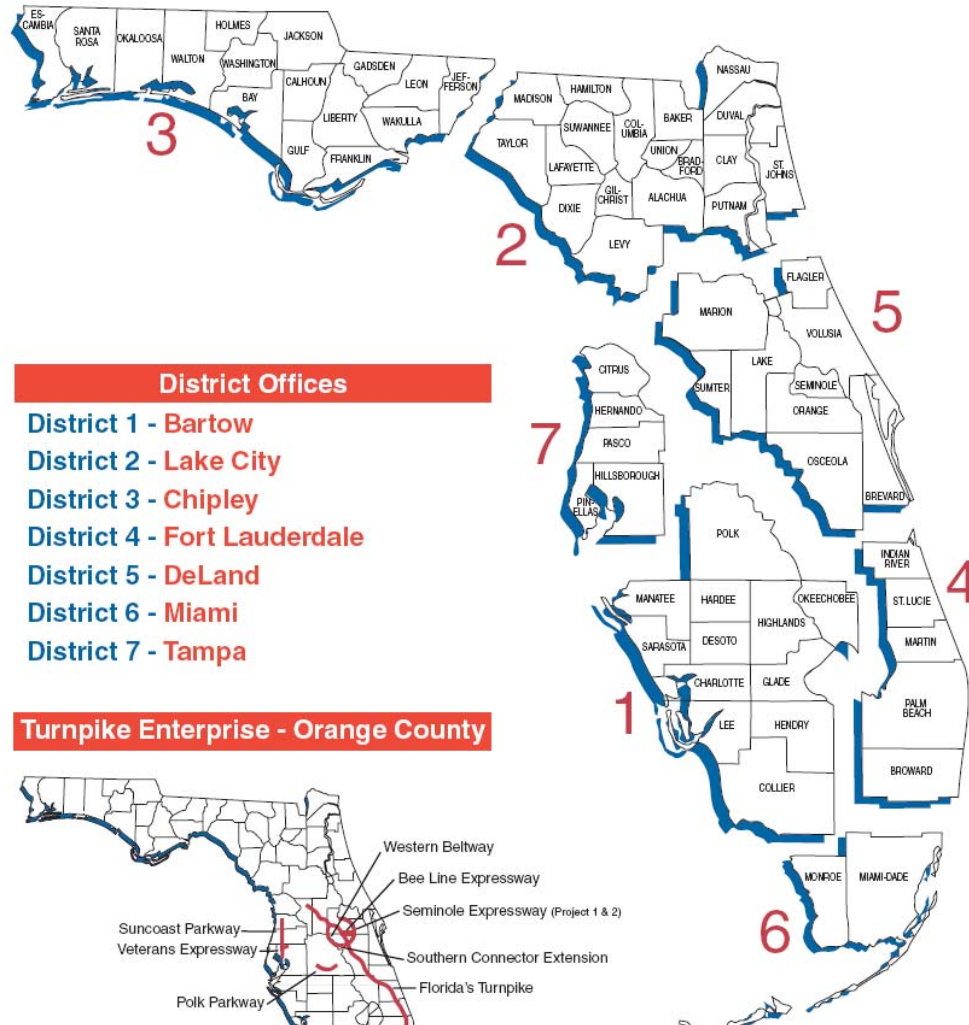 ES-
CAMBIA
SANTA
ROSA
OKALOOSA
WALTON
HOLMES
WASHINGTON
JACKSON
BAY
CALHOUN
GADSDEN
LIBERTY
GULF
FRANKLIN
LEON
WAKULLA
JEF-
FERSON
3
MADISON
HAMILTON
TAYLOR
SUWANNEE
LAFAYETTE
COL-
UMBIA
BAKER
NASSAU
DUVAL
UNION
BRAD-
FORD
CLAY
ST.
JOHNS
DIXIE
GIL-
CHRIST
ALACHUA
PUTNAM
LEVY
2
FLAGLER
MARION
VOLUSIA
LAKE
SUMTER
SEMINOLE
ORANGE
OSCEOLA
BREVARD
5
CITRUS
HERNANDO
PASCO
HILLSBOROUGH
PIN-
ELLAS
7
District Offices
District 1 - Bartow
District 2 - Lake City
District 3 - Chipley
District 4 - Fort Lauderdale
District 5 - DeLand
District 6 - Miami
District 7 - Tampa
POLK
MANATEE
HARDEE
OKEECHOBEE
HIGHLANDS
SARASOTA
DESOTO
CHARLOTTE
GLADE
LEE
HENDRY
COLLIER
1
INDIAN
RIVER
ST.LUCIE
MARTIN
PALM
BEACH
BROWARD
4
MONROE
MIAMI-DADE
6
Turnpike Enterprise - Orange County
Western Beltway
Bee Line Expressway
Seminole Expressway (Project 1 & 2)
Suncoast Parkway
Veterans Expressway
Southern Connector Extension
Florida's Turnpike
Polk Parkway